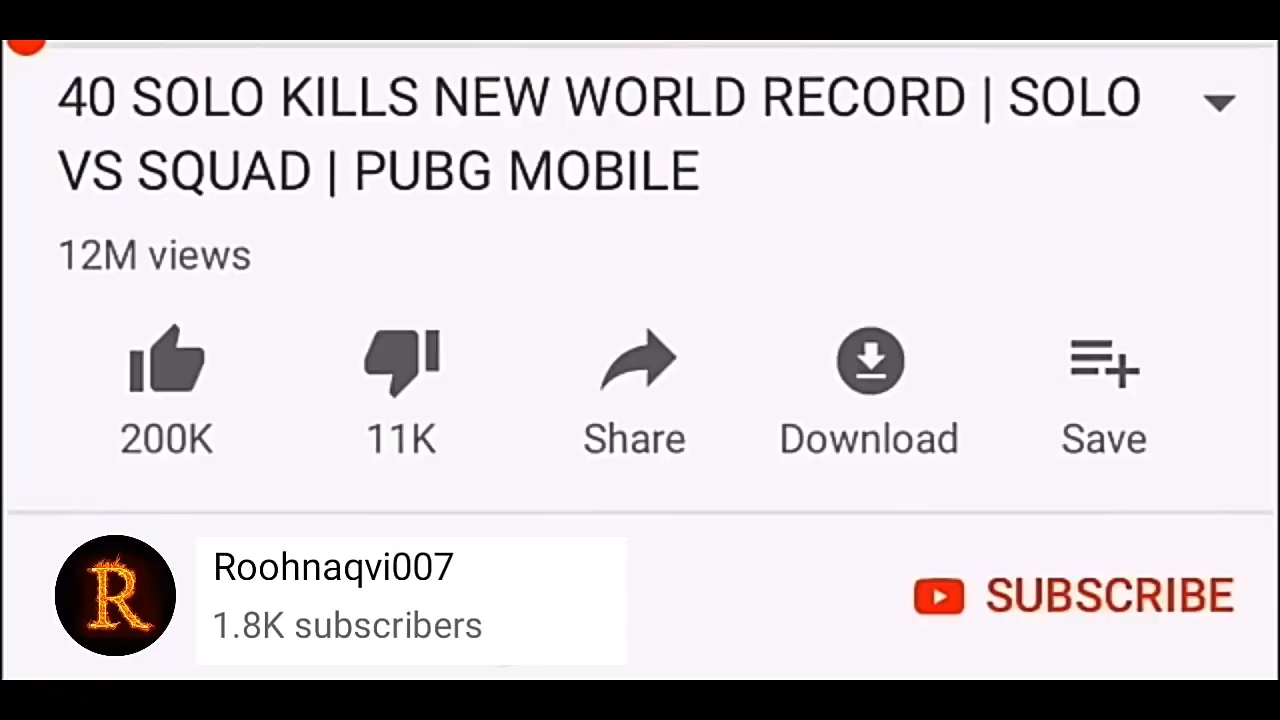 40 SOLO KILLS NEW WORLD RECORD | SOLO
VS SQUAD | PUBG MOBILE
12M views
200K
11K
Share
Download
Save
R
Roohnaqvi007
1.8K subscribers
SUBSCRIBE